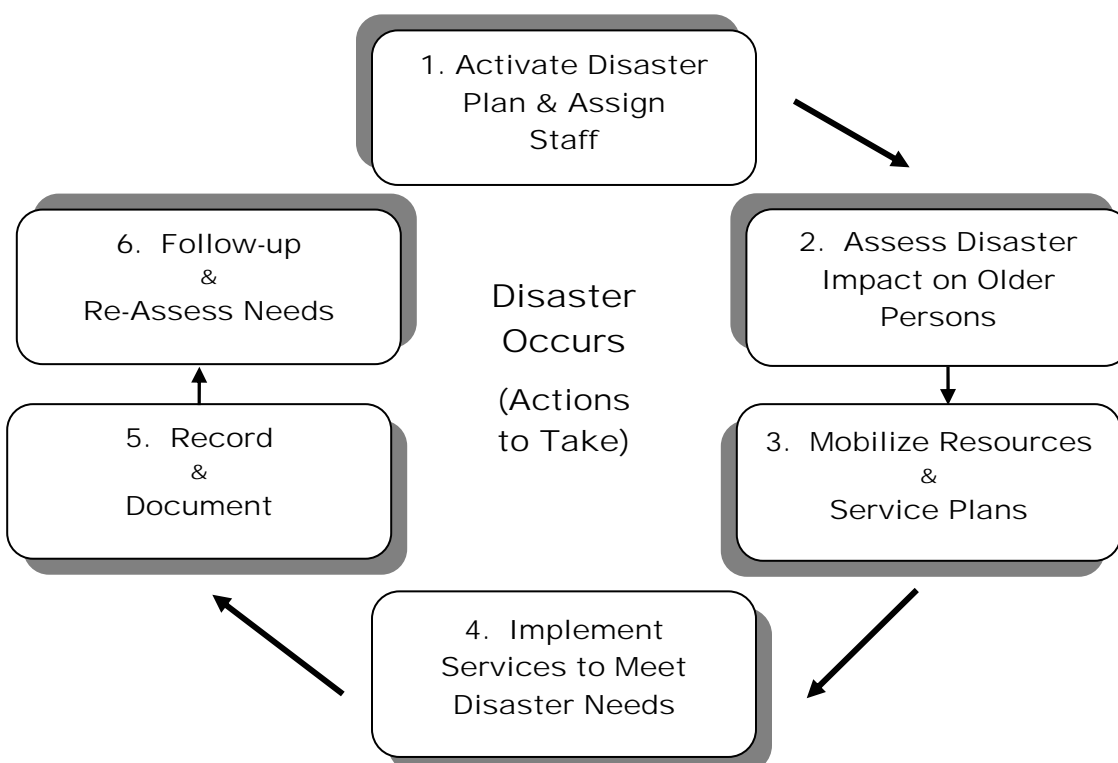 1. Activate Disaster
Plan & Assign
Staff
2. Assess Disaster
Impact on Older
Persons
3. Mobilize Resources
&
Service Plans
4. Implement
Services to Meet
Disaster Needs
5. Record
&
Document
6. Follow-up
&
Re-Assess Needs
Disaster
Occurs
(Actions
to Take)